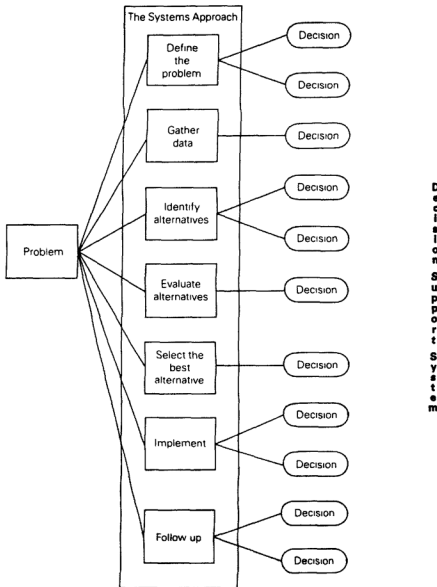 The Systems Approach
Define
the
problem
Decision
Decision
Gather
data
Decision
Identify
alternatives
Decision
Decision
Problem
Evaluate
alternatives
Decision
Select the
best
alternative
Decision
Implement
Decision
Decision
Follow up
Decision
Decision
Decision Support System